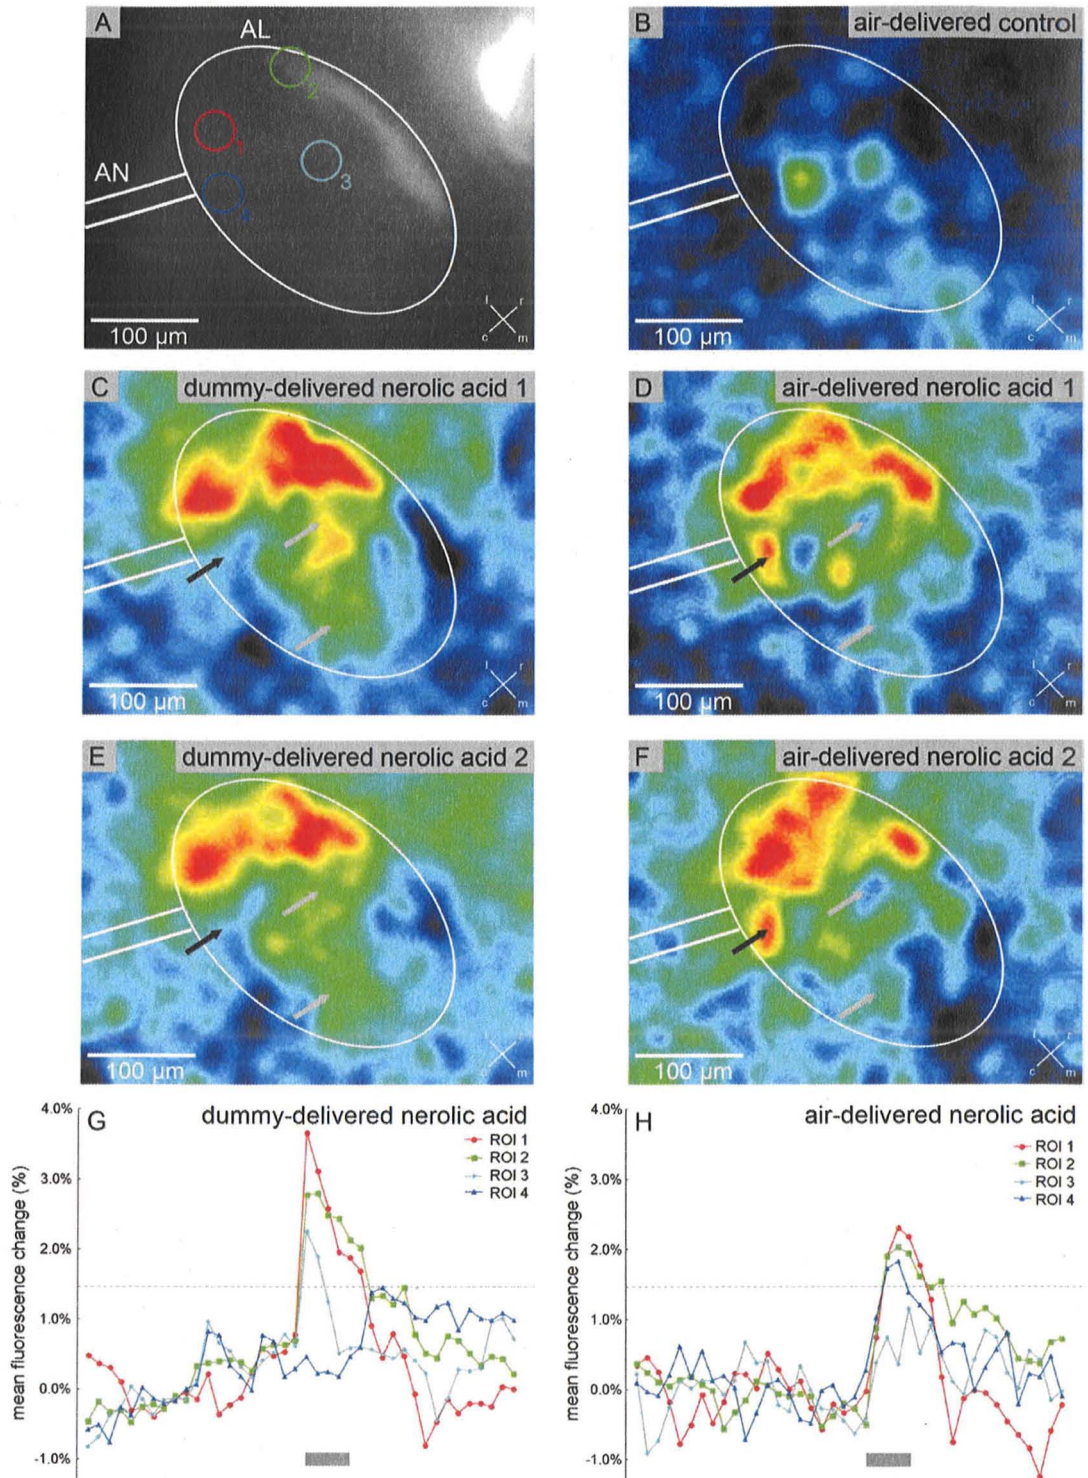 A
AL
2
1
AN
3
4
100 µm
l r
c m
B air-delivered control
100 µm
l r
c m
C dummy-delivered nerolic acid 1
100 µm
l r
c m
D air-delivered nerolic acid 1
100 µm
l r
c m
E dummy-delivered nerolic acid 2
100 µm
l r
c m
F air-delivered nerolic acid 2
100 µm
l r
c m
G dummy-delivered nerolic acid
ROI 1
ROI 2
ROI 3
ROI 4
mean fluorescence change (%)
4.0%
3.0%
2.0%
1.0%
0.0%
-1.0%
H air-delivered nerolic acid
ROI 1
ROI 2
ROI 3
ROI 4
mean fluorescence change (%)
4.0%
3.0%
2.0%
1.0%
0.0%
-1.0%